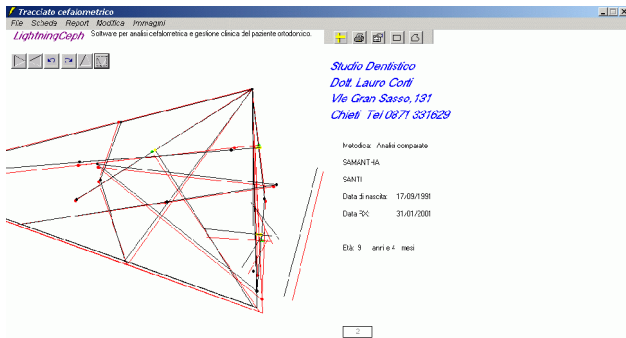 Tracciato cefalometrico
File Scheda Report Modifica Immagini
LightningCeph Software per analisi cefalometrica e gestione clinica del paziente ortodontico.
Studio Dentistico
Dott. Lauro Corti
Vle Gran Sasso, 131
Chieti Tel 0871 331629
Metodica: Analisi comparate
SAMANTHA
SANTI
Data di nascita: 17/09/1991
Data RX: 31/01/2001
Età: 9 anni e 4 mesi
2